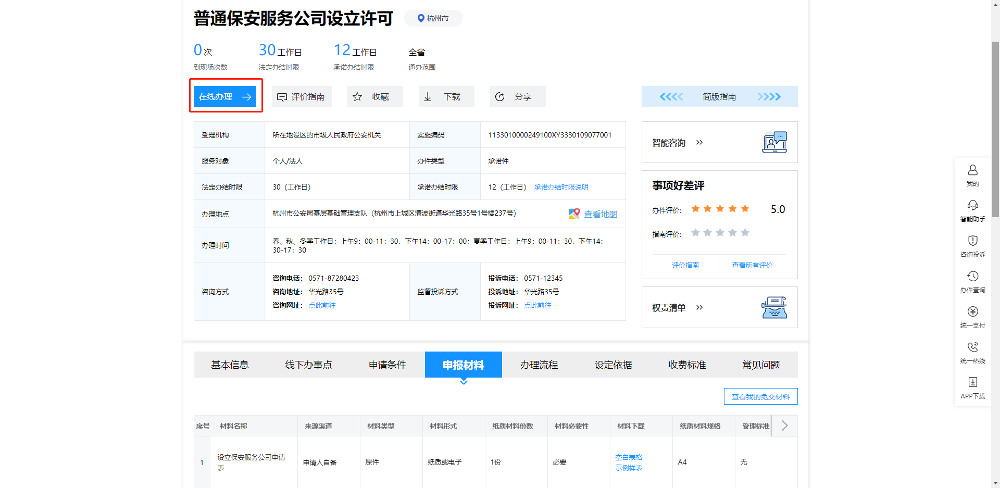 普通保安服务公司设立许可
杭州市
0次
到现场次数
30工作日
法定办结时限
12工作日
承诺办结时限
全省
通办范围
在线办理
评价指南
收藏
下载
分享
简版指南
受理机构
所在地设区的市级人民政府公安机关
实施编码
1133010000249100XY3330109077001
服务对象
个人/法人
办件类型
承诺件
法定办结时限
30（工作日）
承诺办结时限
12（工作日） 承诺办结时限说明
办理地点
杭州市公安局基层基础管理支队（杭州市上城区清波街道华光路35号1号楼237号）
查看地图
办理时间
春、秋、冬季工作日：上午9：00-11：30，下午14：00-17：00；夏季工作日：上午9：00-11：30，下午14：
30-17：30
咨询方式
咨询电话： 0571-87280423
咨询地址： 华光路35号
咨询网址： 点此前往
监督投诉方式
投诉电话： 0571-12345
投诉地址： 华光路35号
投诉网址： 点此前往
智能咨询
事项好差评
办件评价:
5.0
指南评价:
评价指南
查看所有评价
权责清单
我的
智能助手
咨询投诉
办件查询
统一支付
统一热线
APP下载
基本信息
线下办事点
申请条件
申报材料
办理流程
设定依据
收费标准
常见问题
查看我的免交材料
序号
材料名称
来源渠道
材料类型
材料形式
纸质材料份数
材料必要性
材料下载
纸质材料规格
受理标准
1
设立保安服务公司申请
表
申请人自备
原件
纸质或电子
1份
必要
空白表格
示例样表
A4
无